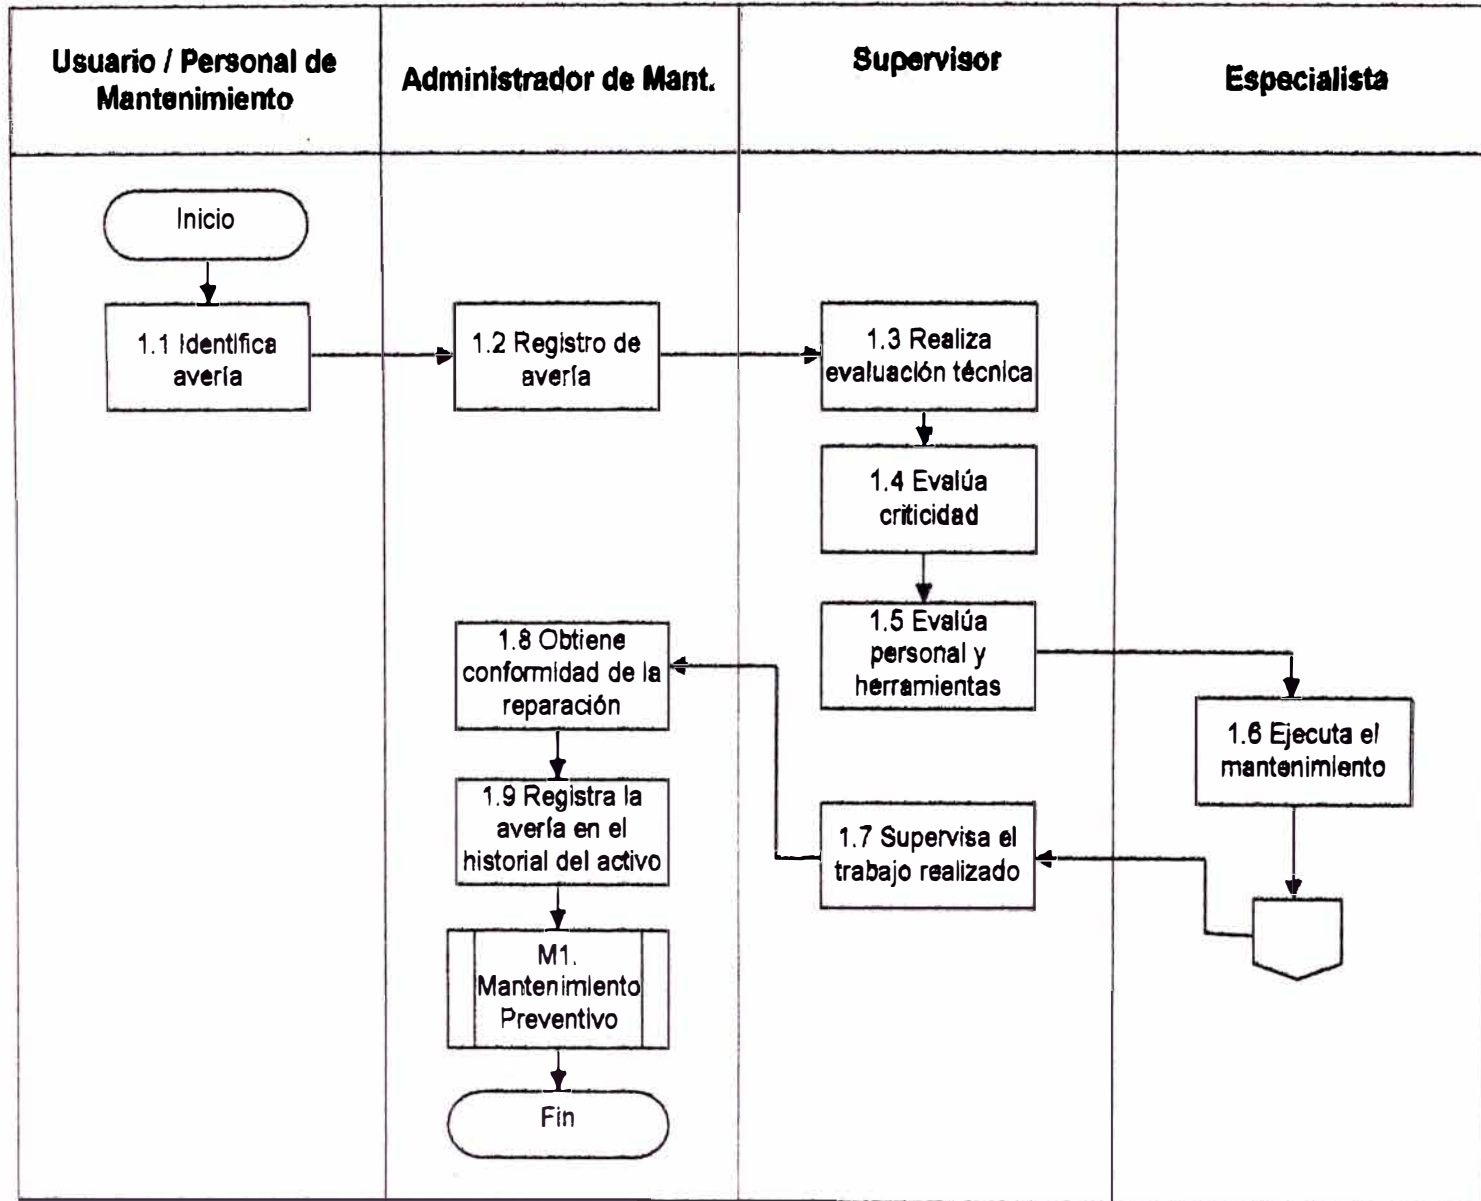 Usuario / Personal de
Mantenimiento
Administrador de Mant.
Supervisor
Especialista
Inicio
1.1 Identifica
avería
1.2 Registro de
avería
1.3 Realiza
evaluación técnica
1.4 Evalúa
criticidad
1.5 Evalúa
personal y
herramientas
1.6 Ejecuta el
mantenimiento
1.7 Supervisa el
trabajo realizado
1.8 Obtiene
conformidad de la
reparación
1.9 Registra la
avería en el
historial del activo
M1.
Mantenimiento
Preventivo
Fin